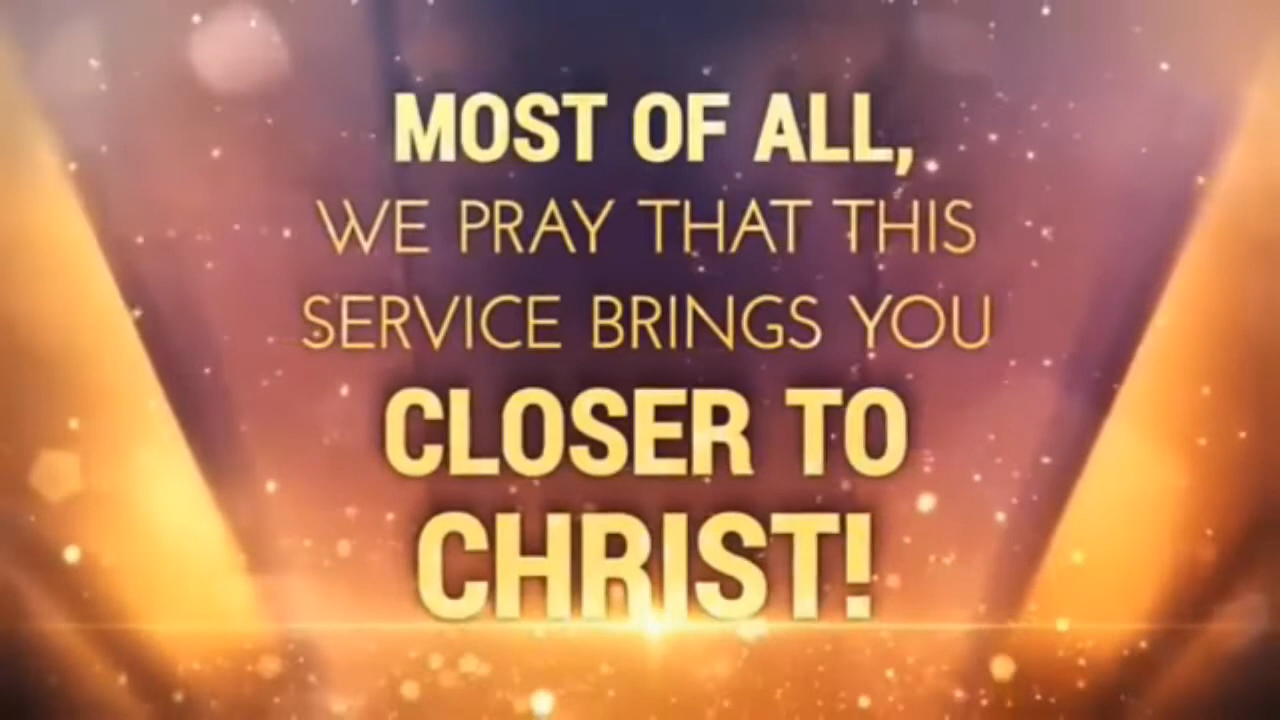 MOST OF ALL,
WE PRAY THAT THIS
SERVICE BRINGS YOU
CLOSER TO
CHRIST!